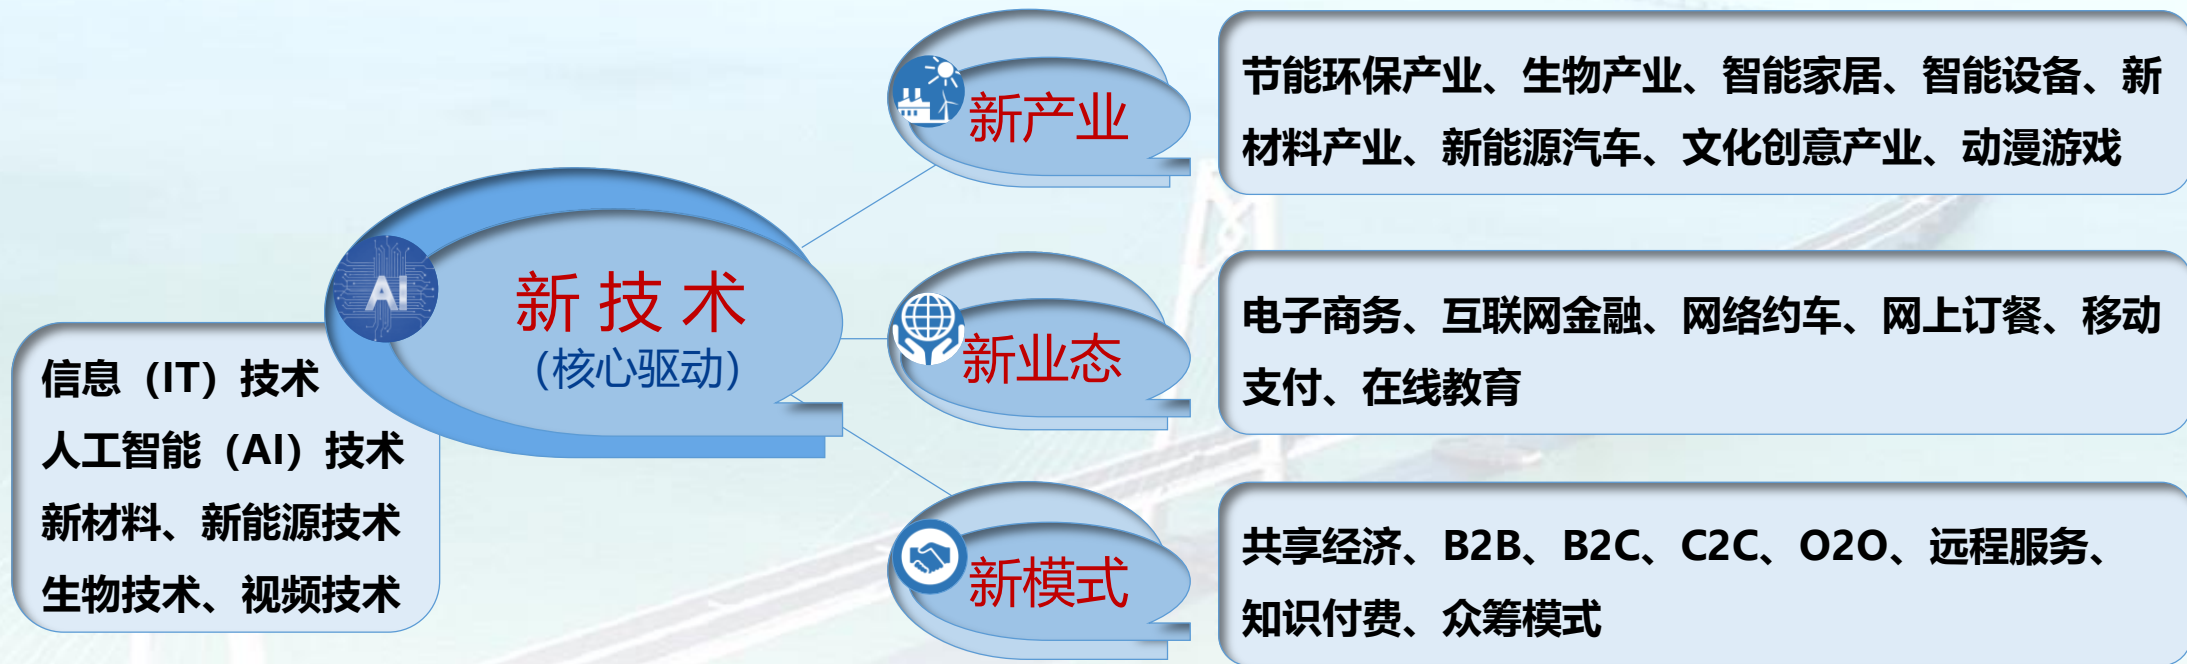 新产业
节能环保产业、生物产业、智能家居、智能设备、新
材料产业、新能源汽车、文化创意产业、动漫游戏
AI
新技术
（核心驱动）
信息（IT）技术
人工智能（AI）技术
新材料、新能源技术
生物技术、视频技术
新业态
电子商务、互联网金融、网络约车、网上订餐、移动
支付、在线教育
新模式
共享经济、B2B、B2C、C2C、O2O、远程服务、
知识付费、众筹模式